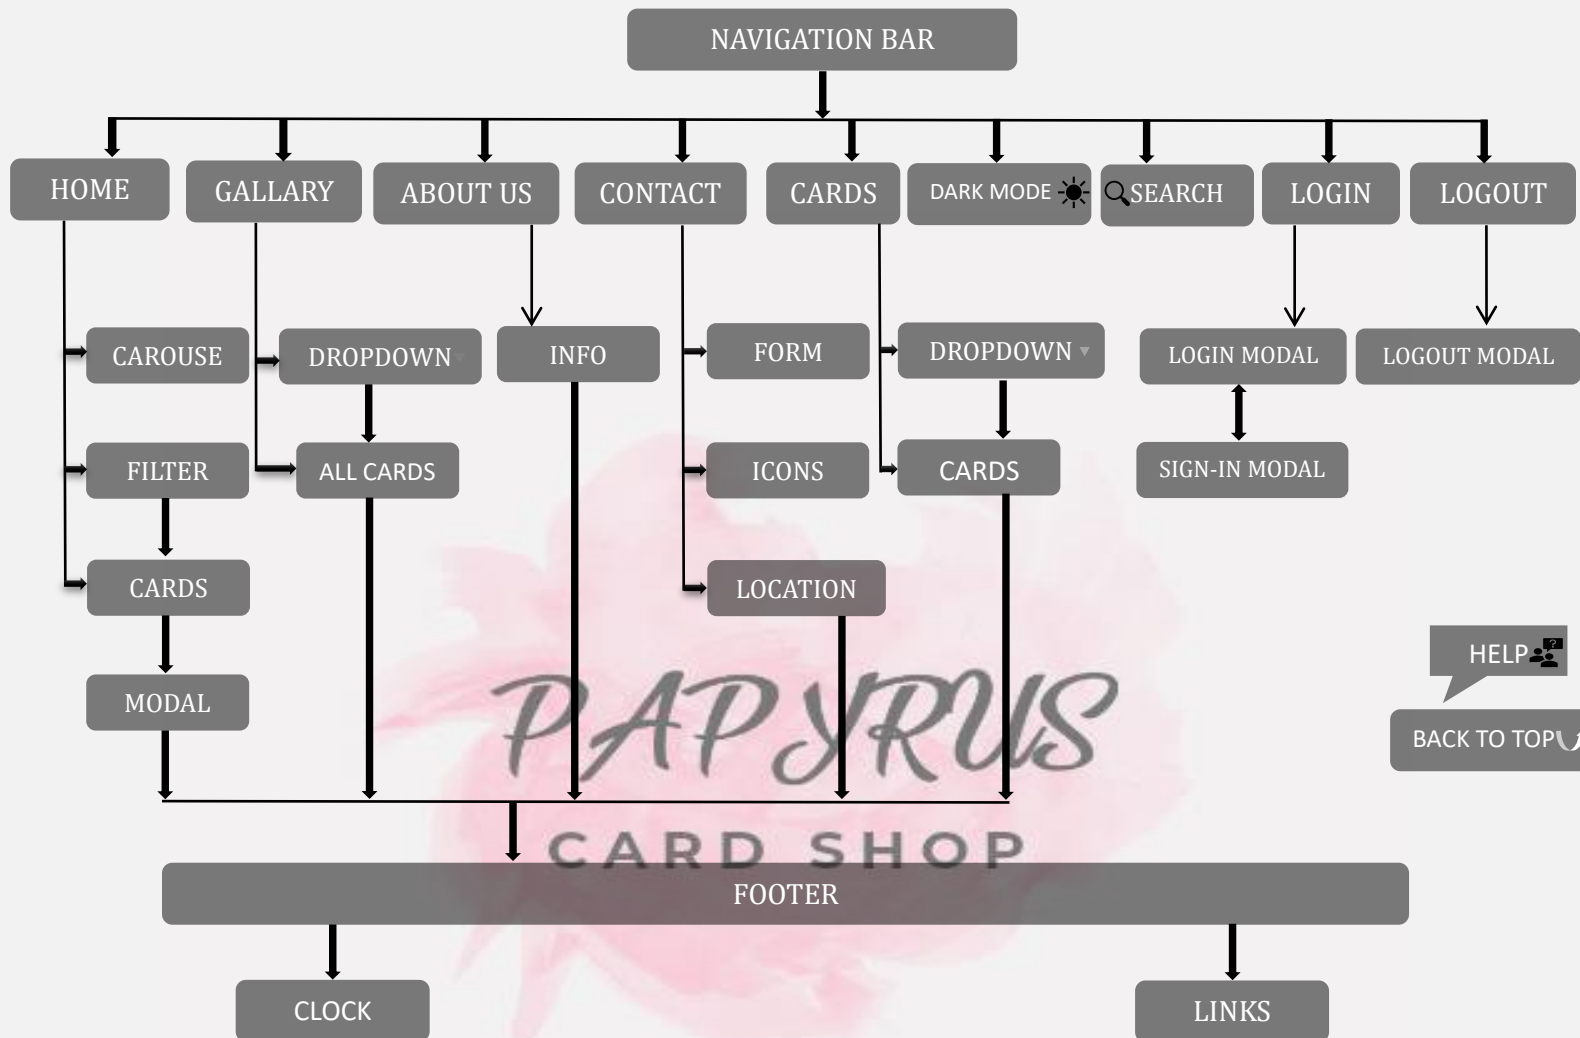 NAVIGATION BAR
HOME
GALLARY
ABOUT US
CONTACT
CARDS
DARK MODE
SEARCH
LOGIN
LOGOUT
CAROUSE
DROPDOWN
INFO
FORM
DROPDOWN
LOGIN MODAL
LOGOUT MODAL
FILTER
ALL CARDS
ICONS
CARDS
SIGN-IN MODAL
CARDS
LOCATION
HELP
MODAL
PAPYRUS
BACK TO TOP
CARD SHOP
FOOTER
CLOCK
LINKS